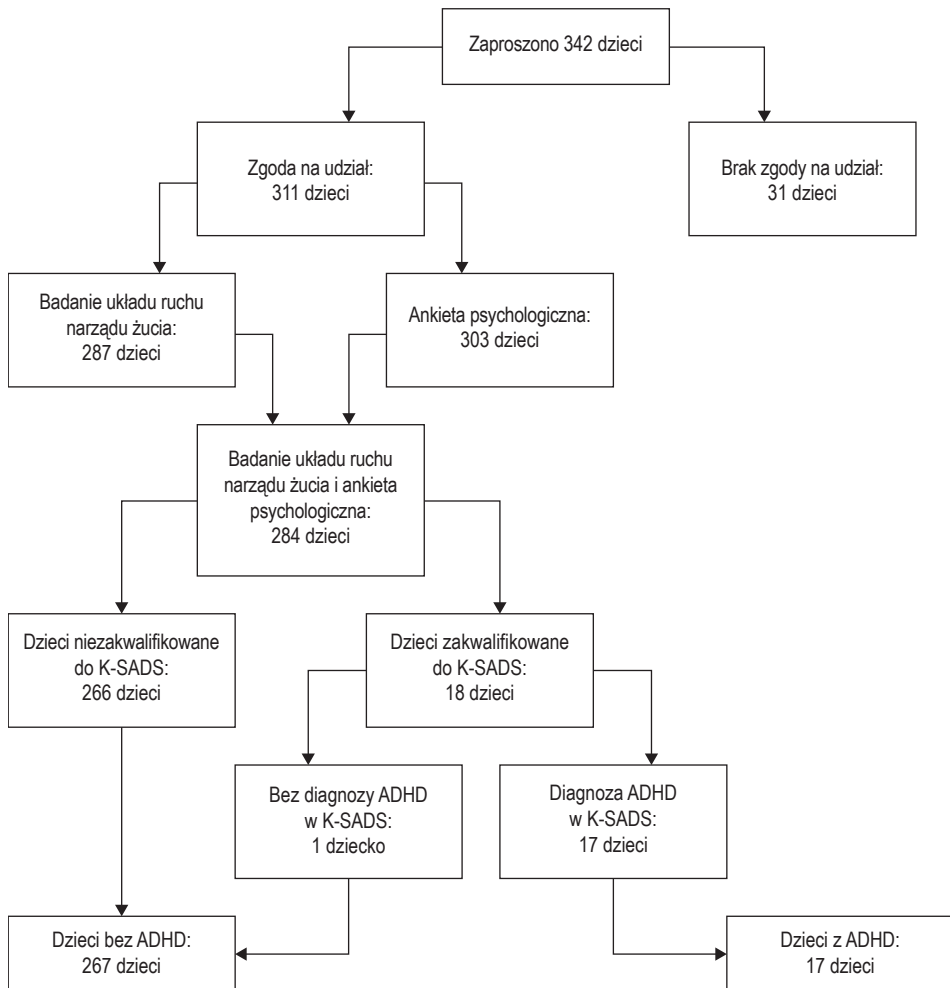 Zaproszono 342 dzieci
Zgoda na udział:
311 dzieci
Brak zgody na udział:
31 dzieci
Badanie układu ruchu
narządu żucia:
287 dzieci
Ankieta psychologiczna:
303 dzieci
Badanie układu ruchu
narządu żucia i ankieta
psychologiczna:
284 dzieci
Dzieci niezakwalifikowane
do K-SADS:
266 dzieci
Dzieci zakwalifikowane
do K-SADS:
18 dzieci
Bez diagnozy ADHD
w K-SADS:
1 dziecko
Diagnoza ADHD
w K-SADS:
17 dzieci
Dzieci bez ADHD:
267 dzieci
Dzieci z ADHD:
17 dzieci